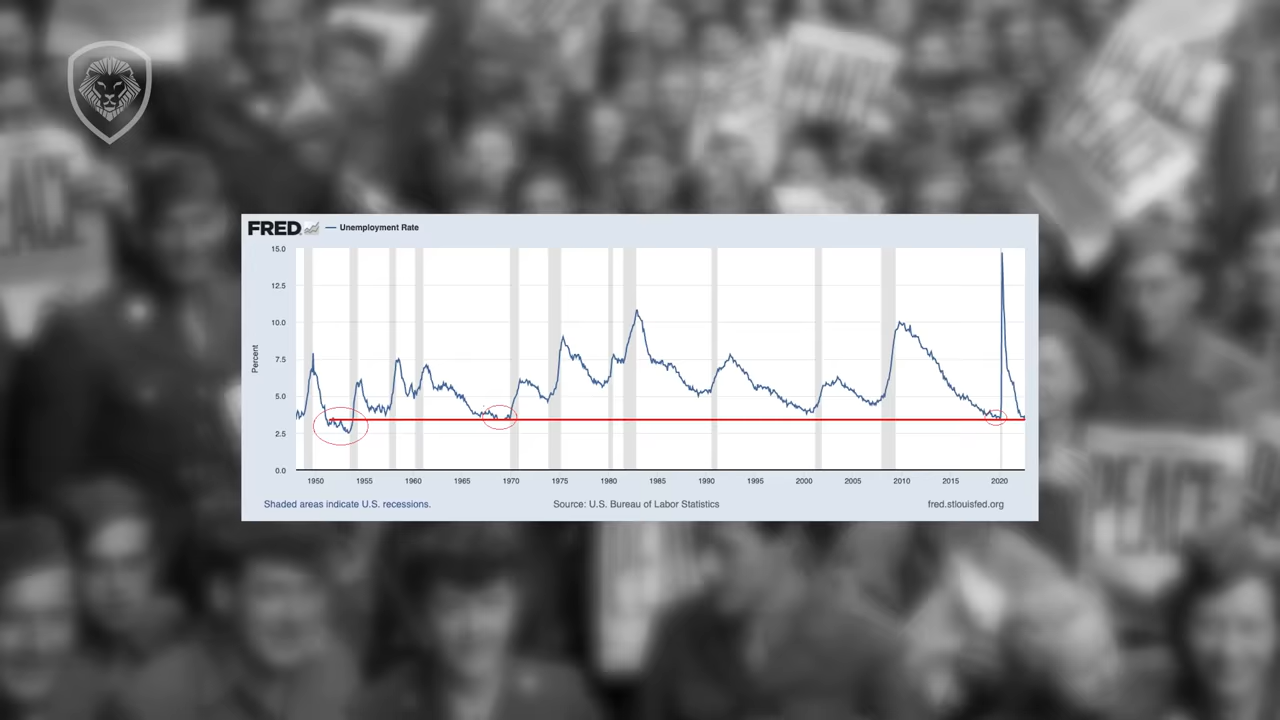 FRED
Unemployment Rate
15.0
12.5
10.0
7.5
5.0
2.5
0.0
Percent
1950 1955 1960 1965 1970 1975 1980 1985 1990 1995 2000 2005 2010 2015 2020
Shaded areas indicate U.S. recessions. Source: U.S. Bureau of Labor Statistics fred.stlouisfed.org
PEACE